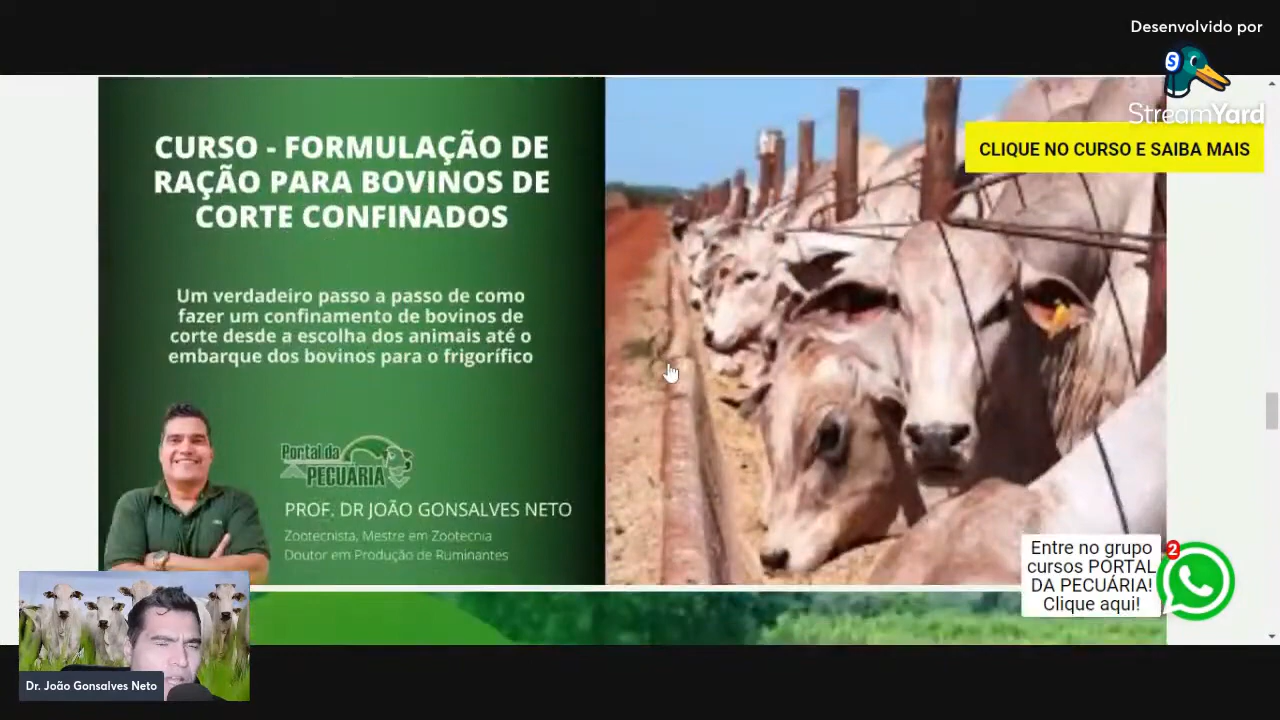 Desenvolvido por
StreamYard
CLIQUE NO CURSO E SAIBA MAIS
CURSO - FORMULAÇÃO DE
RAÇÃO PARA BOVINOS DE
CORTE CONFINADOS
Um verdadeiro passo a passo de como
fazer um confinamento de bovinos de
corte desde a escolha dos animais até o
embarque dos bovinos para o frigorífico
Portal da
PECUÁRIA
PROF. DR JOÃO GONSALVES NETO
Zootecnista, Mestre em Zootecnia
Doutor em Produção de Ruminantes
Entre no grupo
cursos PORTAL
DA PECUÁRIA!
Clique aqui!
2
Dr. João Gonsalves Neto